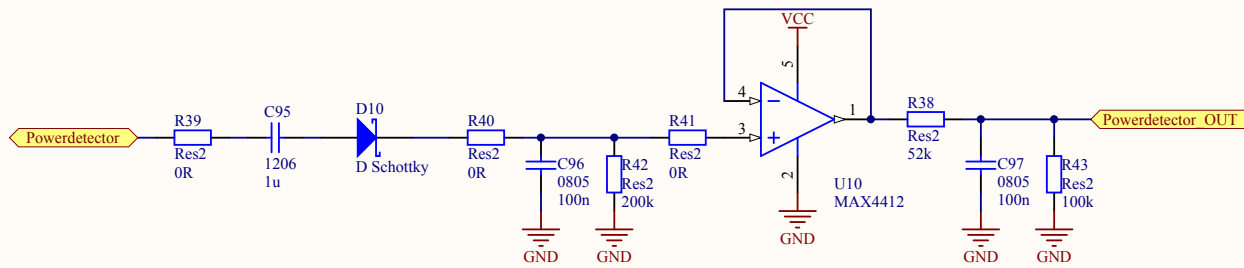 Powerdetector
R39
Res2
0R
C95
1206
1u
D10
D Schottky
R40
Res2
0R
C96
0805
100n
GND
R42
Res2
200k
GND
R41
Res2
0R
VCC
5
4
3
1
2
U10
MAX4412
GND
R38
Res2
52k
C97
0805
100n
GND
R43
Res2
100k
GND
Powerdetector_OUT